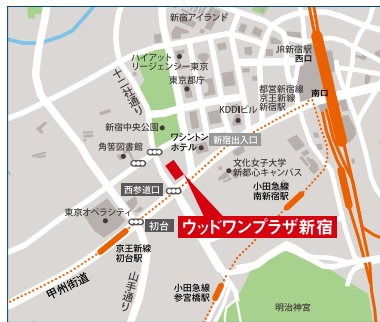 新宿アイランド
ハイアット
リージェンシー東京
JR新宿駅
西口
東京都庁
十二社通り
都営新宿線
京王新線
新宿駅
南口
KDDIビル
新宿中央公園
ワシントン
ホテル
新宿出入口
角筈図書館
文化女子大学
新都心キャンパス
西参道口
小田急線
南新宿駅
東京オペラシティ
初台
ウッドワンプラザ新宿
京王新線
初台駅
甲州街道
山手通り
小田急線
参宮橋駅
明治神宮